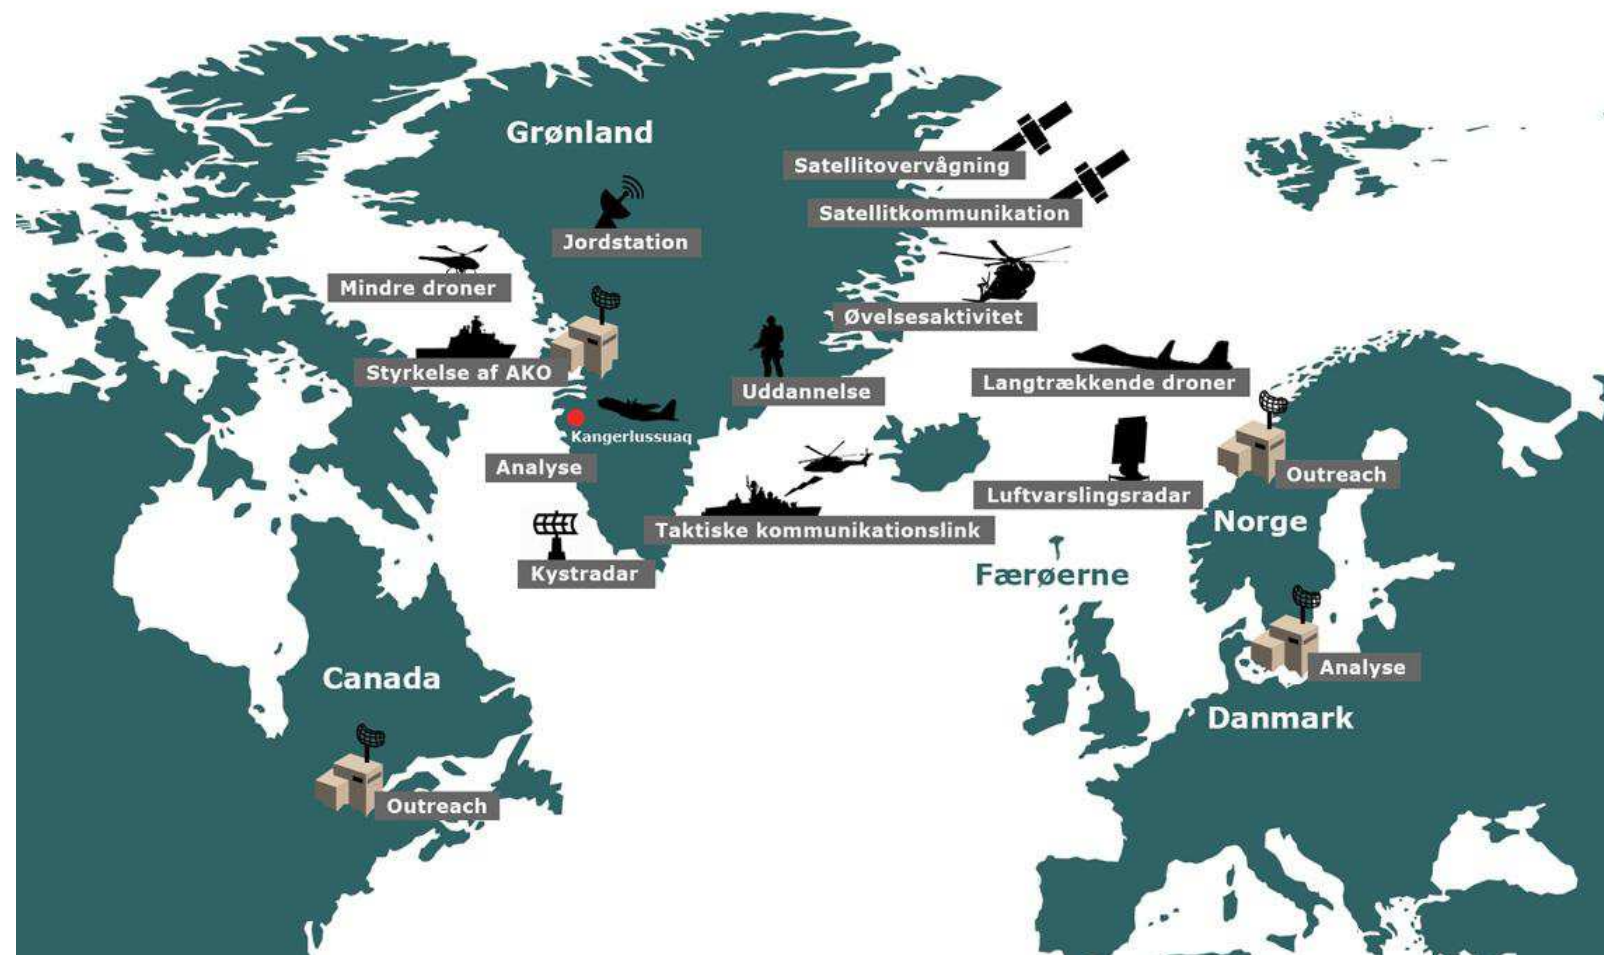 Grønland
Satellitovervågning
Satellitkommunikation
Jordstation
Mindre droner
Øvelsesaktivitet
Styrkelse af AKO
Uddannelse
Langtrækkende droner
Kangerlussuaq
Analyse
Outreach
Luftvarslingsradar
Taktiske kommunikationslink
Norge
Kystradar
Færøerne
Analyse
Canada
Danmark
Outreach